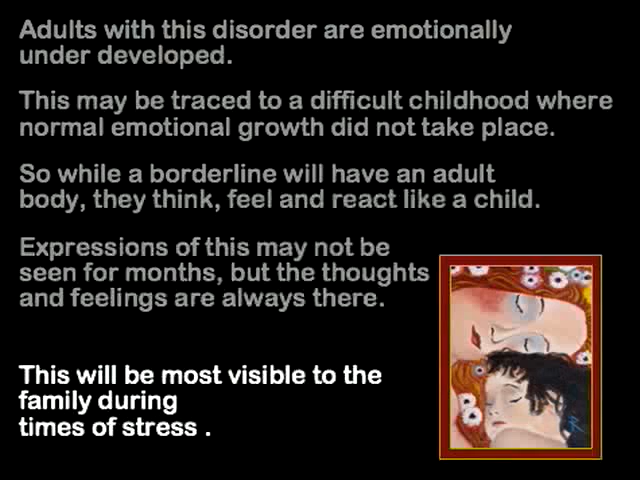 Adults with this disorder are emotionally
under developed.
This may be traced to a difficult childhood where
normal emotional growth did not take place.
So while a borderline will have an adult
body, they think, feel and react like a child.
Expressions of this may not be
seen for months, but the thoughts
and feelings are always there.
This will be most visible to the
family during
times of stress .